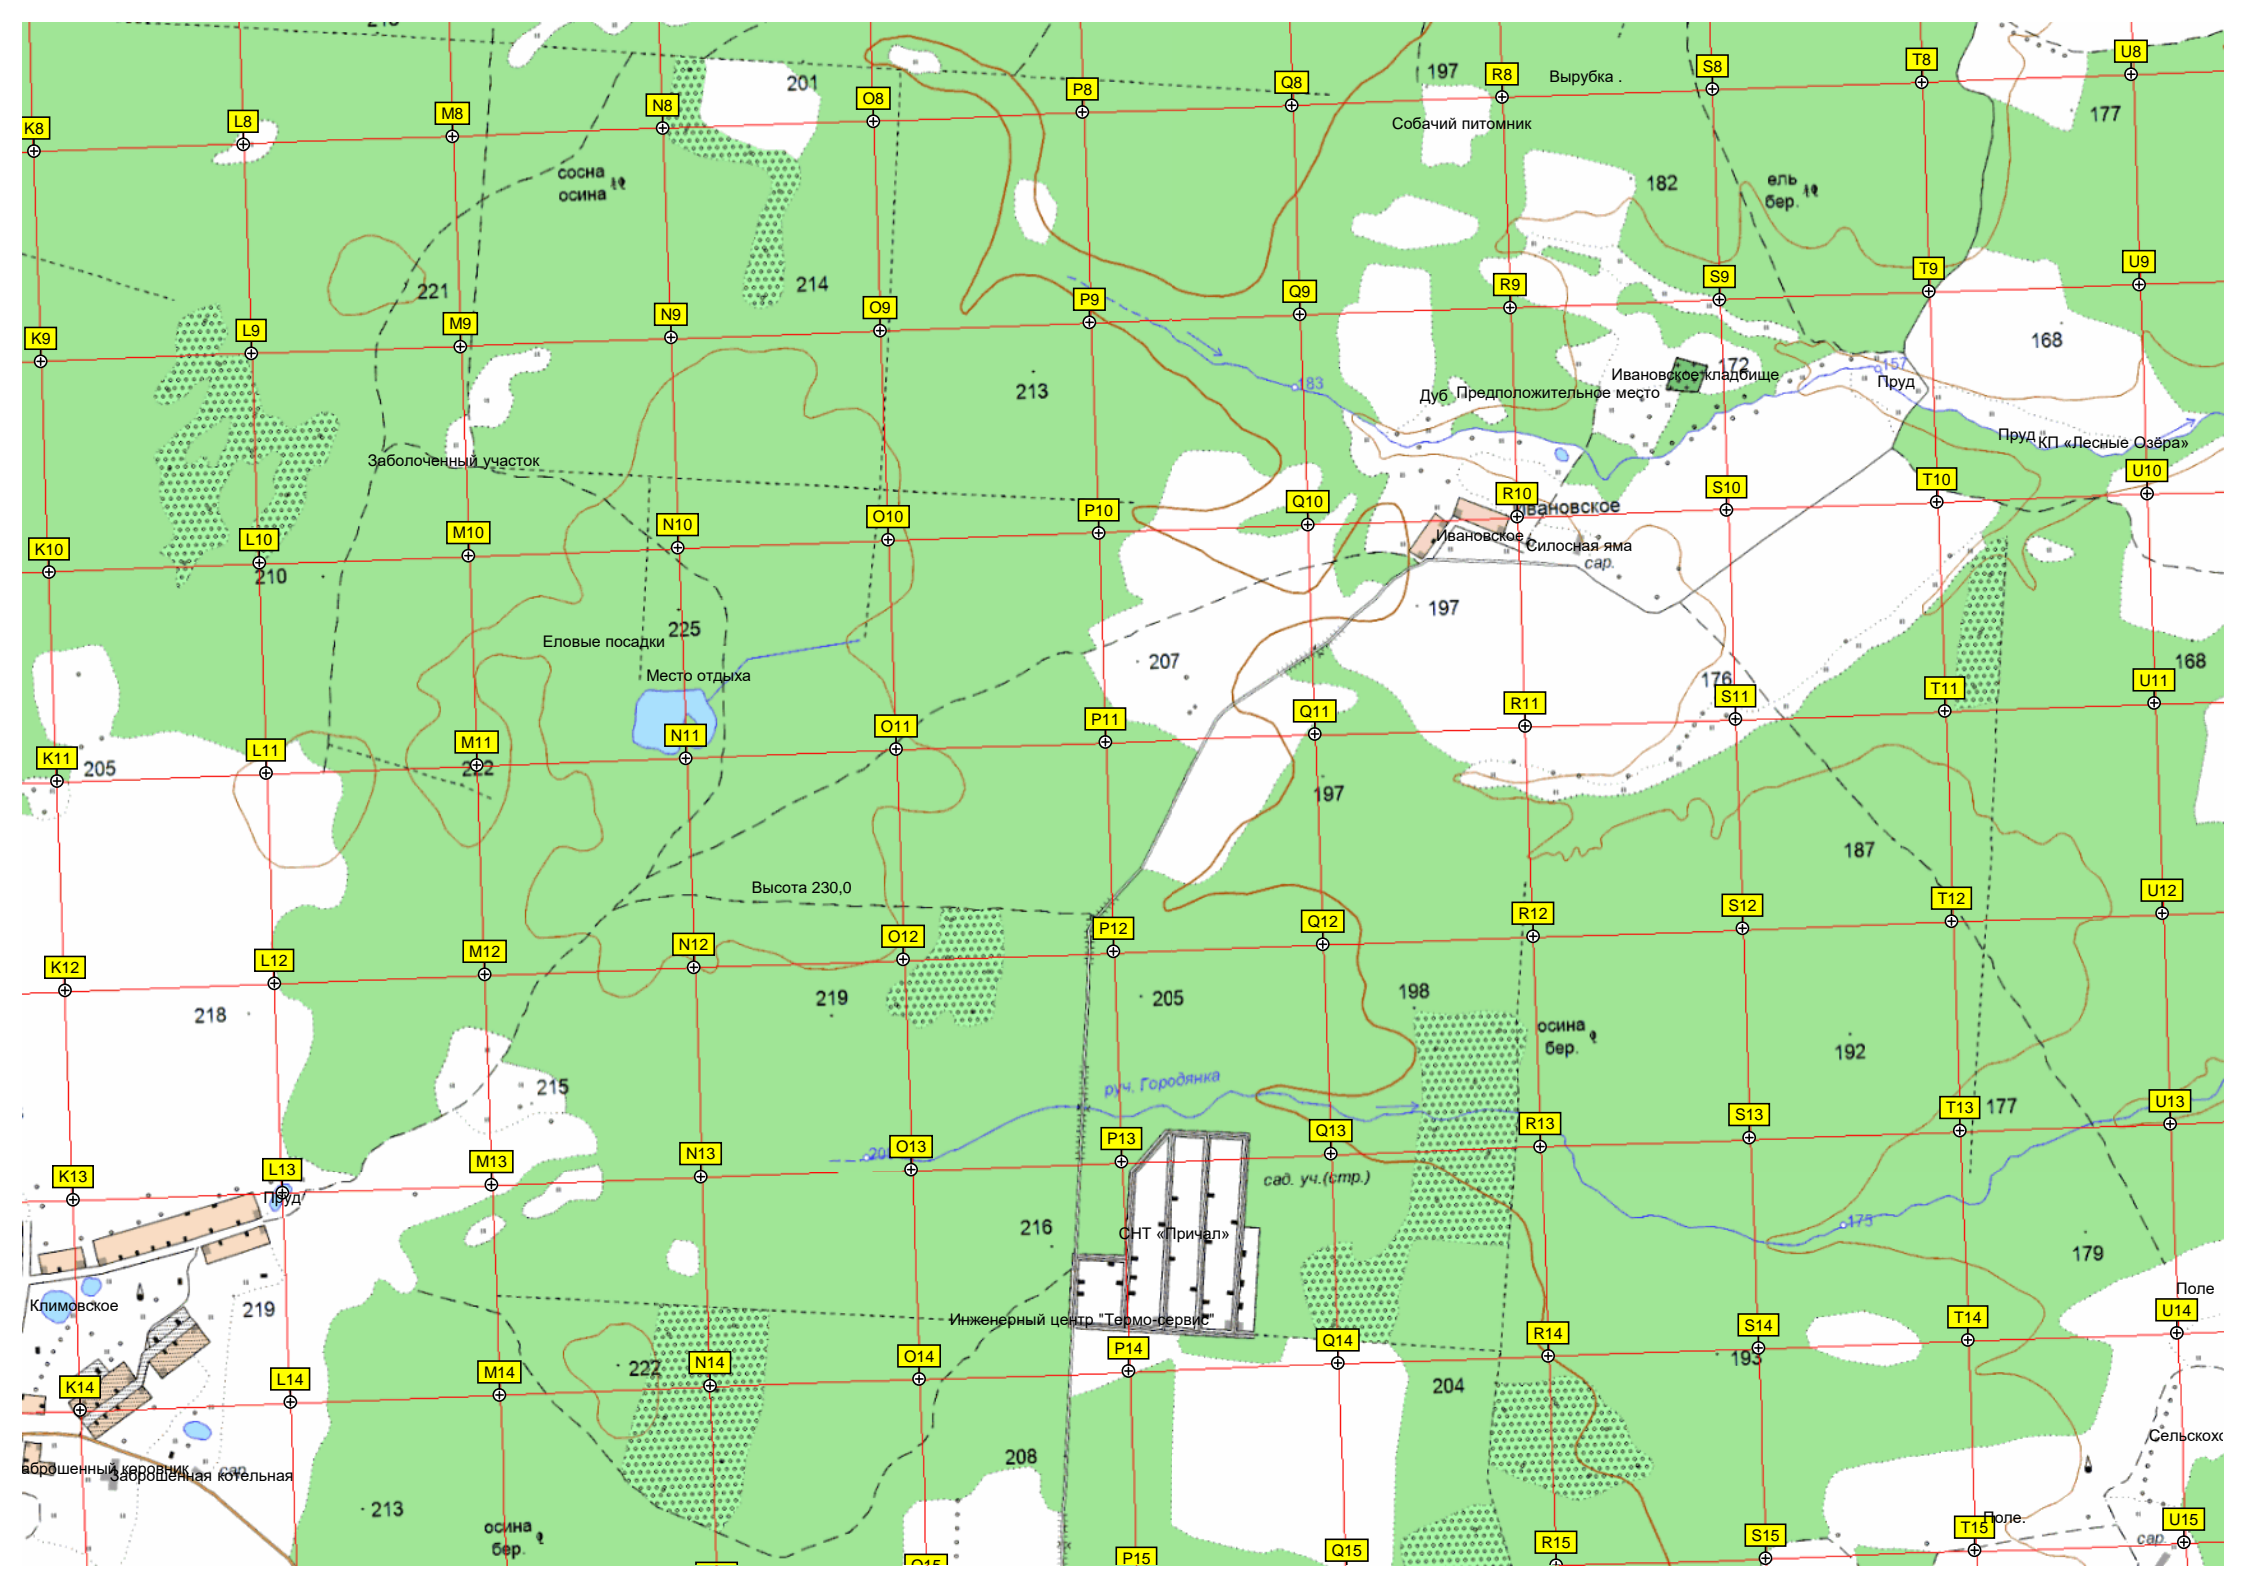 U8
T8
S8
R8
Вырубка .
197
201
Q8
P8
O8
N8
M8
L8
K8
177
Собачий питомник
сосна
осина
182
ель
бер.
221
214
U9
T9
S9
R9
Q9
P9
O9
N9
M9
L9
K9
168
172
157
Ивановское кладбище
Пруд
213
183
Дуб
Предположительное место
Пруд
КП «Лесные Озёра»
Заболоченный участок
U10
T10
S10
R10
Q10
P10
O10
N10
M10
L10
K10
Ивановское
Ивановское
Силосная яма
сар.
210
197
225
Еловые посадки
207
168
Место отдыха
176
U11
T11
S11
R11
Q11
P11
O11
N11
M11
L11
K11
205
222
197
187
Высота 230,0
U12
T12
S12
R12
Q12
P12
O12
N12
M12
L12
K12
218
219
205
198
осина
бер.
192
215
руч. Городянка
177
U13
T13
S13
R13
Q13
P13
O13
N13
M13
L13
K13
Пруд
сад. уч.(стр.)
216
СНТ «Причал»
175
179
Поле
Климовское
219
Инженерный центр "Термо-сервис"
U14
T14
S14
R14
Q14
P14
O14
N14
M14
L14
K14
222
193
204
208
Заброшенная котельная
сар.
213
осина
бер.
Поле.
U15
T15
S15
R15
Q15
P15
O15
сар.